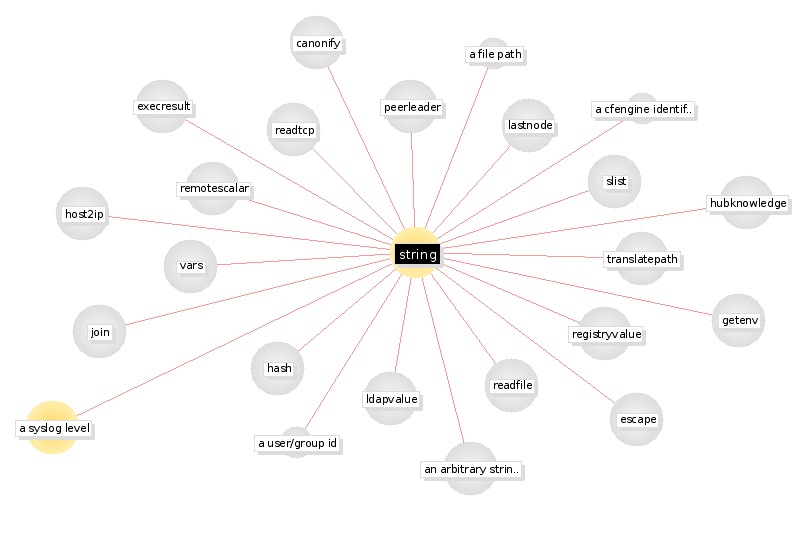 canonify
a file path
execresult
peerleader
a cfengine identif..
readtcp
lastnode
remotescalar
slist
host2ip
hubknowledge
string
vars
translatepath
join
getenv
registryvalue
hash
readfile
ldapvalue
a syslog level
escape
a user/group id
an arbitrary strin..